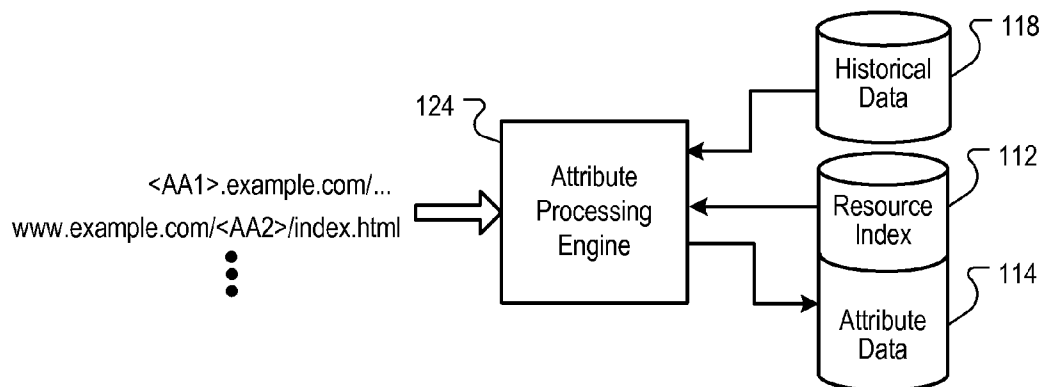 118
Historical
Data
124
<AA1>.example.com/...
www.example.com/<AA2>/index.html
Attribute
Processing
Engine
112
Resource
Index
114
Attribute
Data